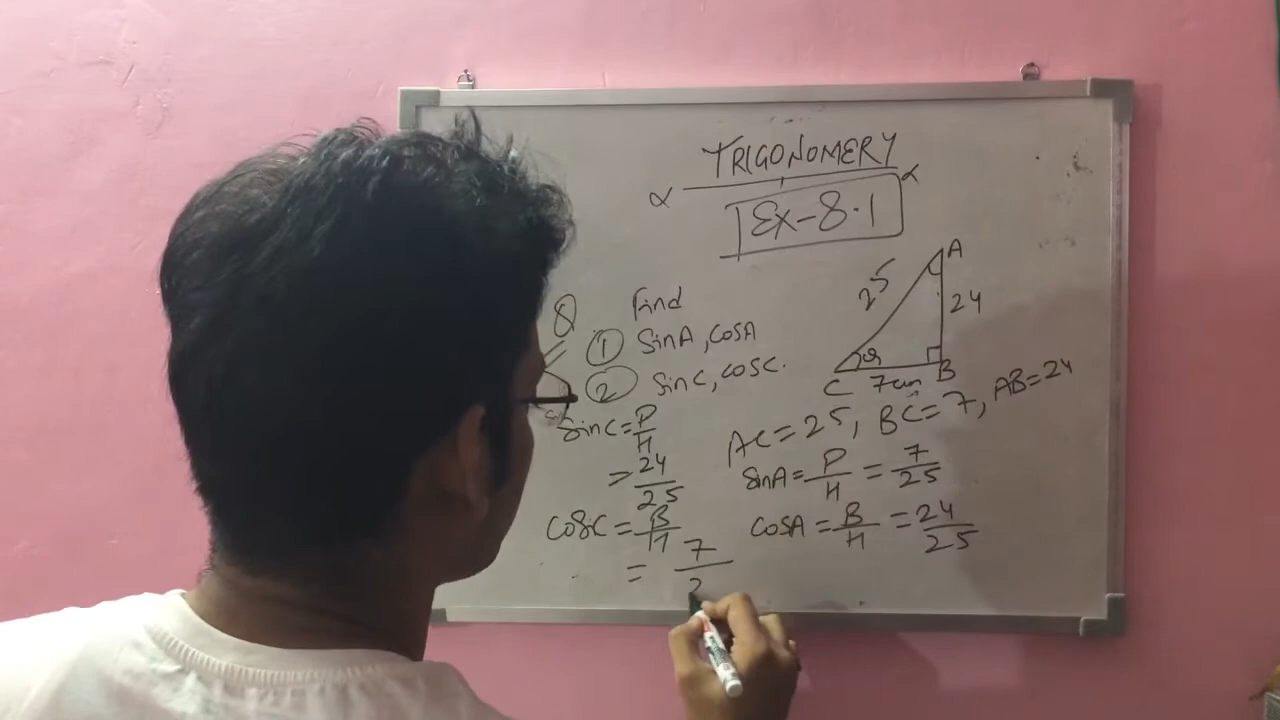 TRIGONOMERY
Ex-8.1
Q Find
① SinA, cosA
② SinC, cosC.
A
25
24
C 7cm B
AC=25, BC=7, AB=24
SinC=P/H
=24/25
cosC=B/H
=7/2
SinA=P/H=7/25
cosA=B/H=24/25